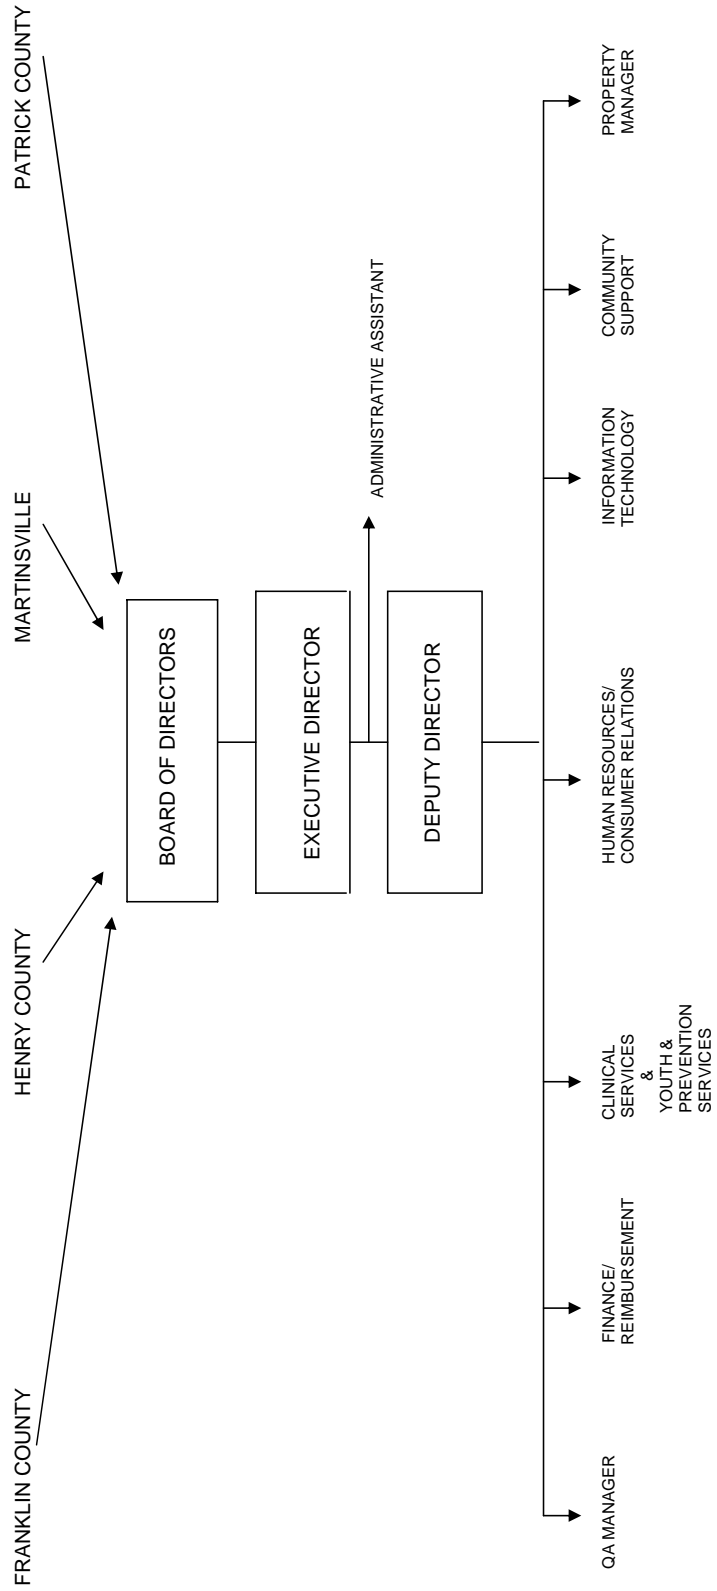 FRANKLIN COUNTY
HENRY COUNTY
MARTINSVILLE
PATRICK COUNTY
BOARD OF DIRECTORS
EXECUTIVE DIRECTOR
ADMINISTRATIVE ASSISTANT
DEPUTY DIRECTOR
QA MANAGER
FINANCE/
REIMBURSEMENT
CLINICAL
SERVICES
&
YOUTH &
PREVENTION
SERVICES
HUMAN RESOURCES/
CONSUMER RELATIONS
INFORMATION
TECHNOLOGY
COMMUNITY
SUPPORT
PROPERTY
MANAGER